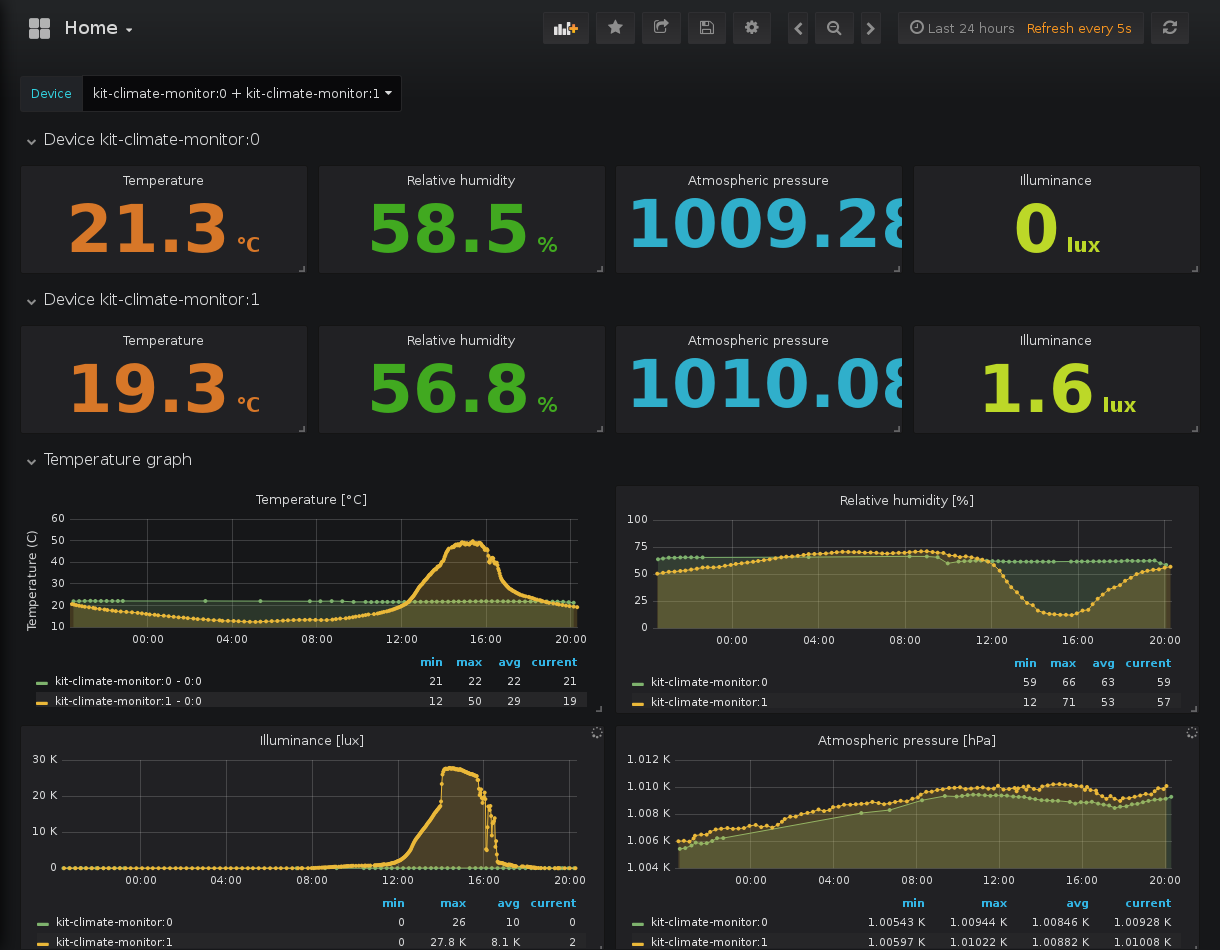 Home
Last 24 hours Refresh every 5s
Device kit-climate-monitor:0 + kit-climate-monitor:1
Device kit-climate-monitor:0
Temperature Relative humidity Atmospheric pressure Illuminance
21.3 °C 58.5 % 1009.28 0 lux
Device kit-climate-monitor:1
Temperature Relative humidity Atmospheric pressure Illuminance
19.3 °C 56.8 % 1010.08 1.6 lux
Temperature graph
Temperature [°C]
Temperature (C)
60
50
40
30
20
10
00:00 04:00 08:00 12:00 16:00 20:00
min max avg current
kit-climate-monitor:0 - 0:0 21 22 22 21
kit-climate-monitor:1 - 0:0 12 50 29 19
Relative humidity [%]
100
75
50
25
0
00:00 04:00 08:00 12:00 16:00 20:00
min max avg current
kit-climate-monitor:0 59 66 63 59
kit-climate-monitor:1 12 71 53 57
Illuminance [lux]
30 K
20 K
10 K
0
00:00 04:00 08:00 12:00 16:00 20:00
min max avg current
kit-climate-monitor:0 0 26 10 0
kit-climate-monitor:1 0 27.8 K 8.1 K 2
Atmospheric pressure [hPa]
1.012 K
1.010 K
1.008 K
1.006 K
1.004 K
00:00 04:00 08:00 12:00 16:00 20:00
min max avg current
kit-climate-monitor:0 1.00543 K 1.00944 K 1.00846 K 1.00928 K
kit-climate-monitor:1 1.00597 K 1.01022 K 1.00882 K 1.01008 K